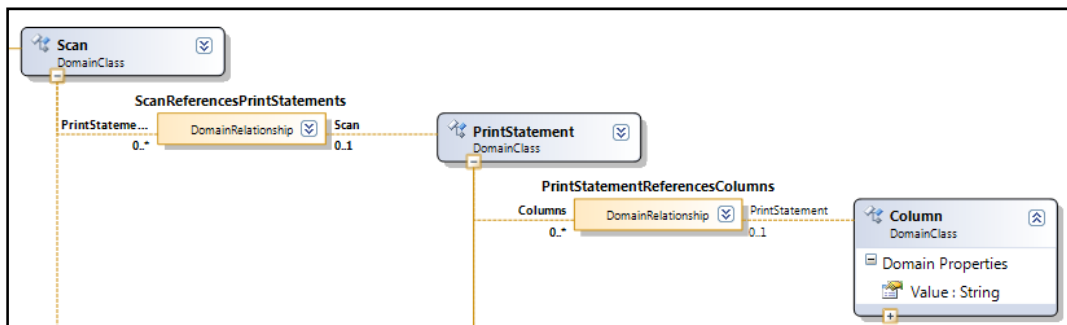 Scan
DomainClass
ScanReferencesPrintStatements
PrintStateme...
DomainRelationship
Scan
0..*
0..1
PrintStatement
DomainClass
PrintStatementReferencesColumns
Columns
DomainRelationship
PrintStatement
0..*
0..1
Column
DomainClass
Domain Properties
Value : String